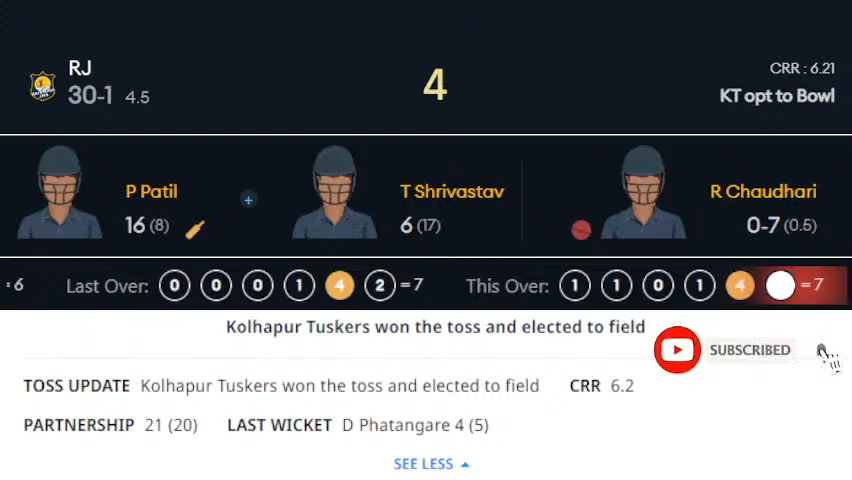 RJ
30-1 4.5
4
CRR : 6.21
KT opt to Bowl
P Patil
16 (8)
+
T Shrivastav
6 (17)
R Chaudhari
0-7 (0.5)
: 6 Last Over: 0 0 0 1 4 2 = 7 This Over: 1 1 0 1 4 = 7
Kolhapur Tuskers won the toss and elected to field
SUBSCRIBED
TOSS UPDATE Kolhapur Tuskers won the toss and elected to field CRR 6.2
PARTNERSHIP 21 (20) LAST WICKET D Phatangare 4 (5)
SEE LESS